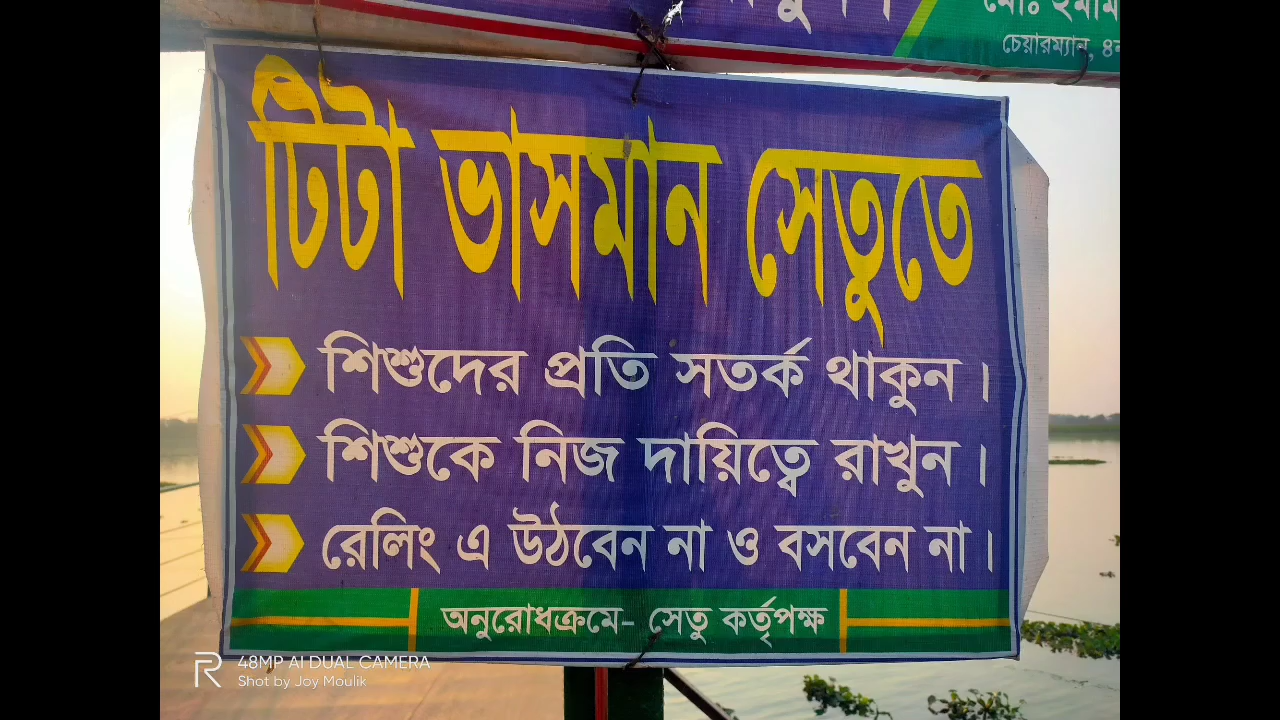 চেয়ারম্যান, ৪
টিটা ভাসমান সেতুতে
শিশুদের প্রতি সতর্ক থাকুন।
শিশুকে নিজ দায়িত্বে রাখুন।
রেলিং এ উঠবেন না ও বসবেন না।
অনুরোধক্রমে- সেতু কর্তৃপক্ষ
48MP AI DUAL CAMERA
Shot by Joy Moulik